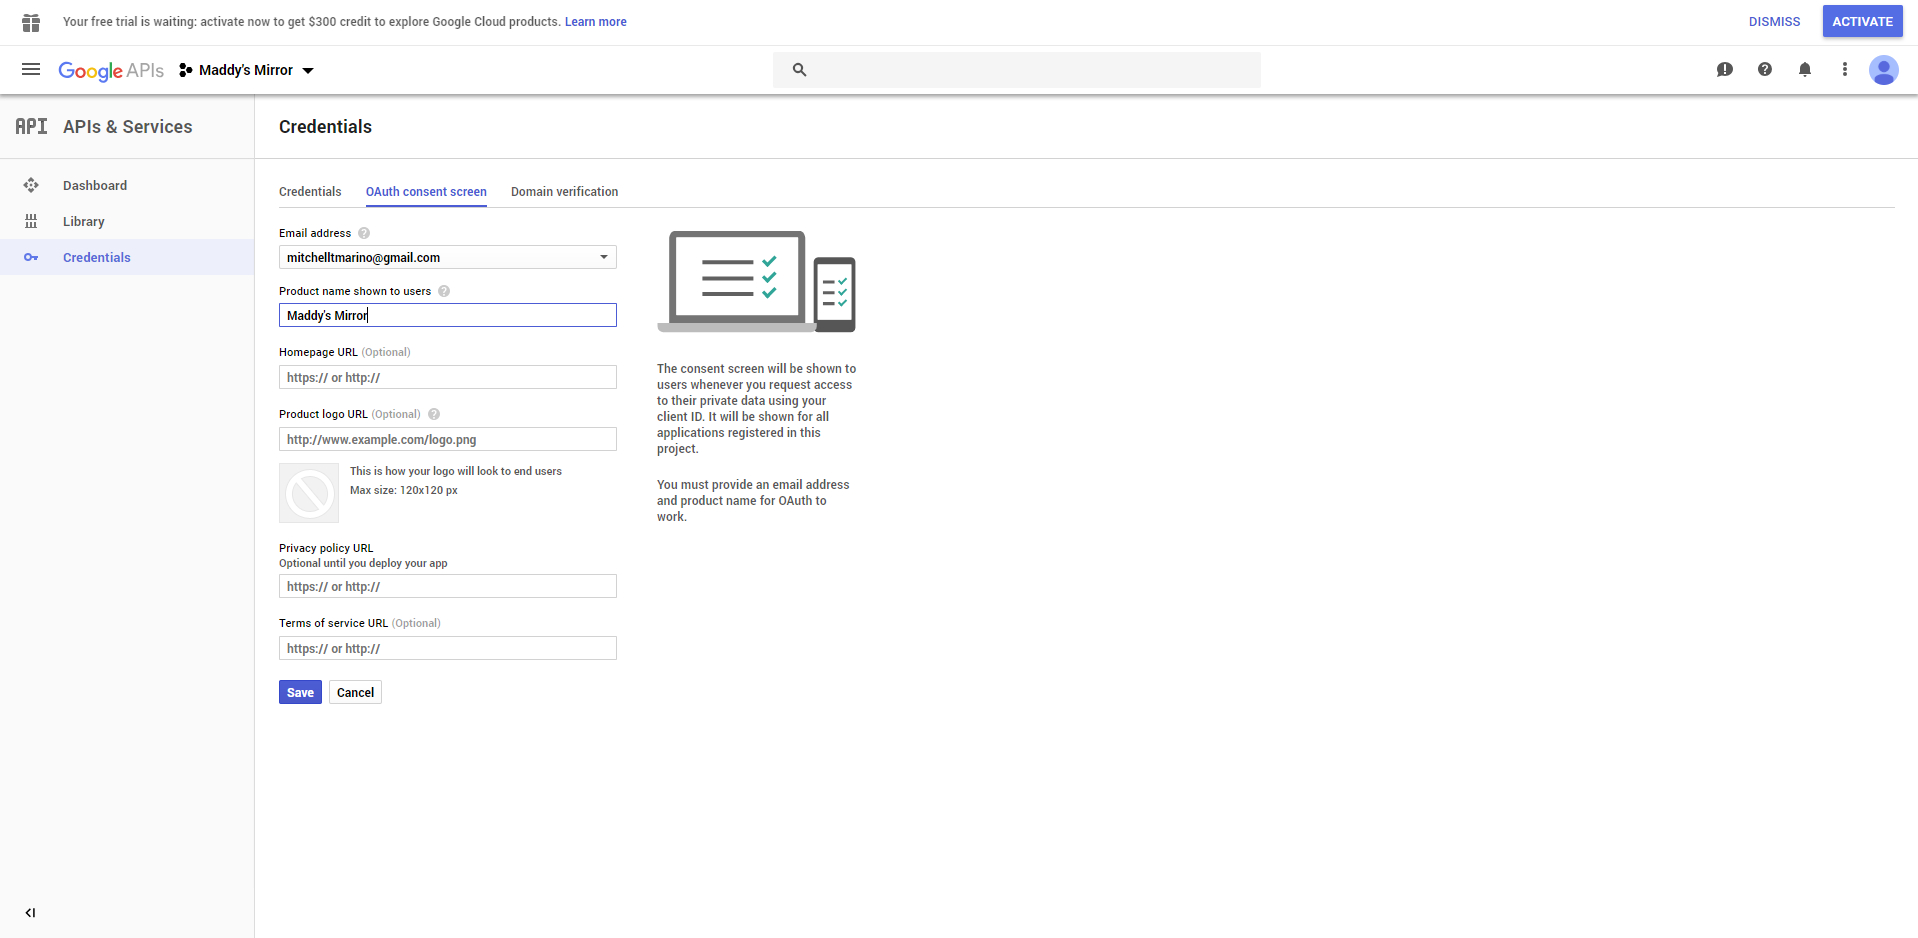 Your free trial is waiting: activate now to get $300 credit to explore Google Cloud products. Learn more
DISMISS
ACTIVATE
Google APIs
Maddy's Mirror
API
APIs & Services
Dashboard
Library
Credentials
Credentials
Credentials
OAuth consent screen
Domain verification
Email address
mitchelltmarino@gmail.com
Product name shown to users
Maddy's Mirror
Homepage URL (Optional)
https:// or http://
Product logo URL (Optional)
http://www.example.com/logo.png
This is how your logo will look to end users
Max size: 120x120 px
Privacy policy URL
Optional until you deploy your app
https:// or http://
Terms of service URL (Optional)
https:// or http://
Save
Cancel
The consent screen will be shown to
users whenever you request access
to their private data using your
client ID. It will be shown for all
applications registered in this
project.
You must provide an email address
and product name for OAuth to
work.